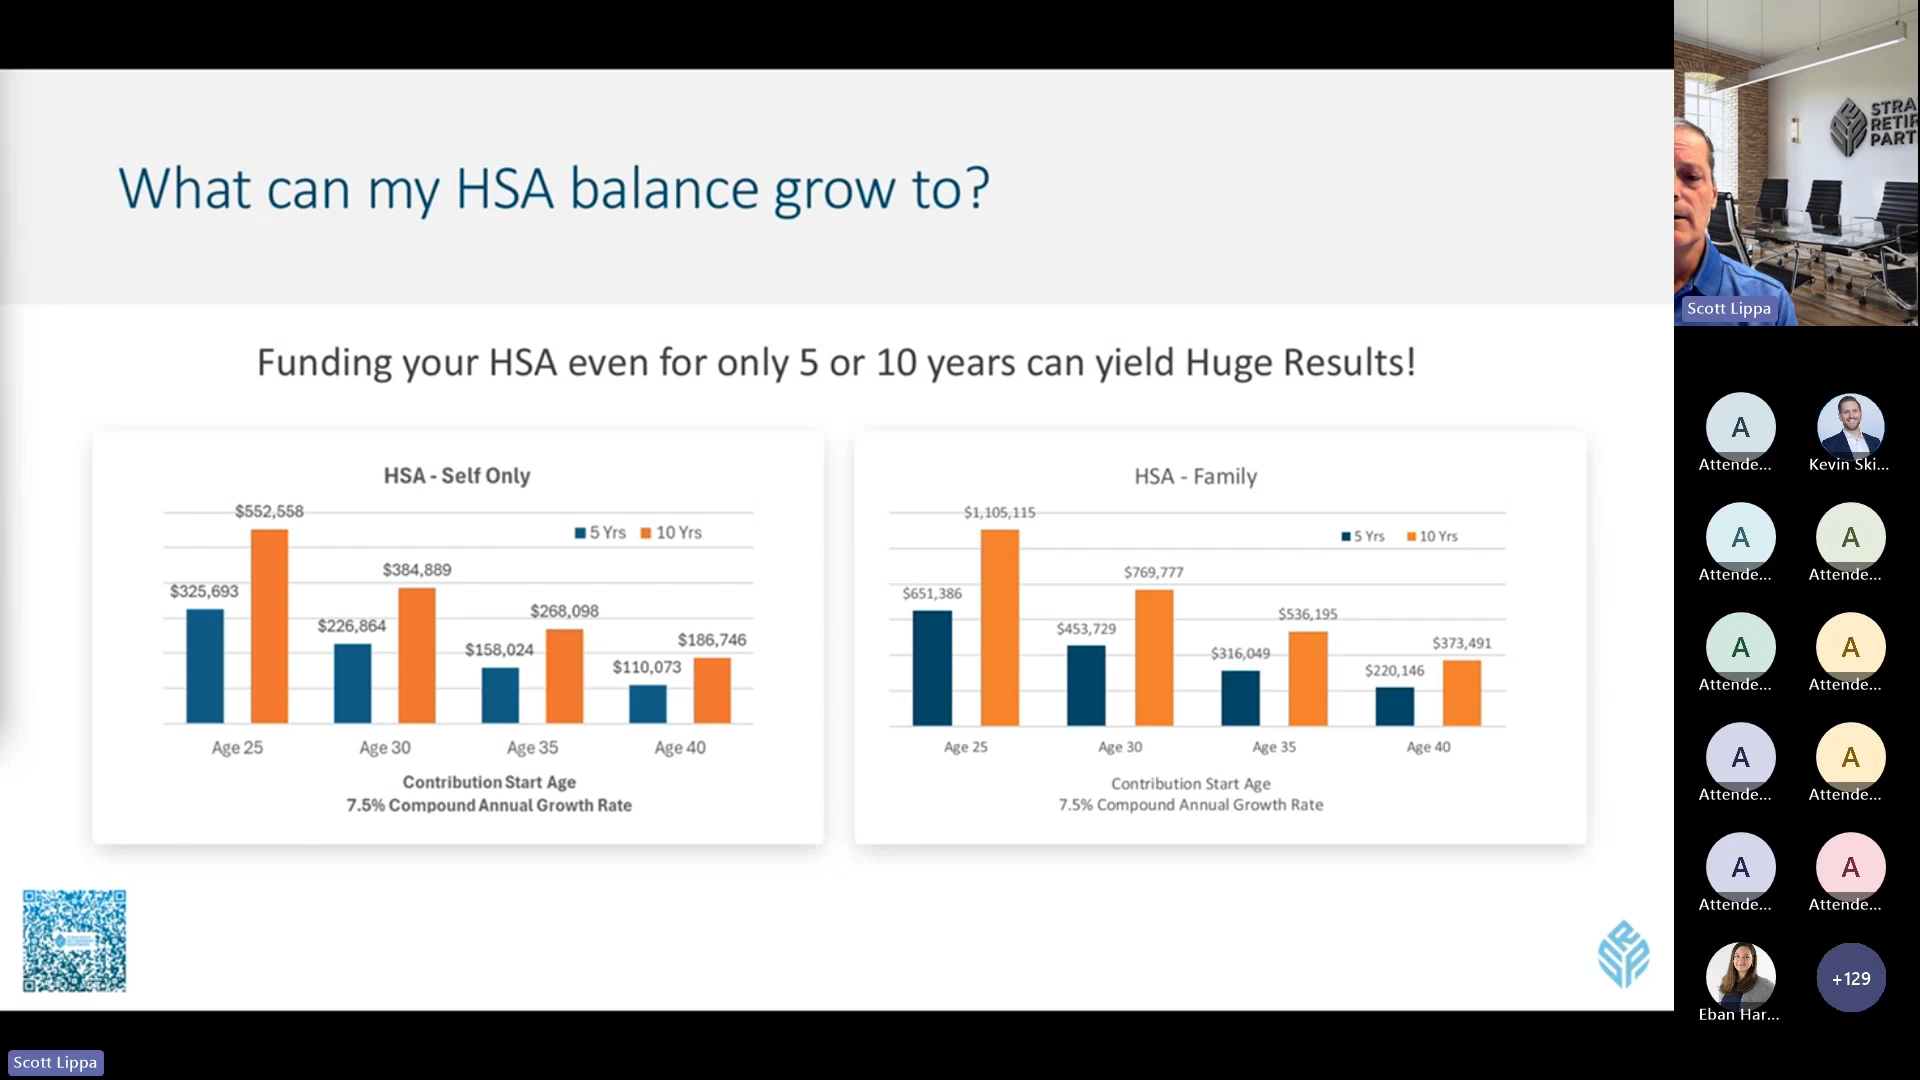 What can my HSA balance grow to?
Funding your HSA even for only 5 or 10 years can yield Huge Results!
HSA - Self Only
5 Yrs 10 Yrs
$552,558
$384,889
$325,693
$268,098
$226,864
$186,746
$158,024
$110,073
Age 25 Age 30 Age 35 Age 40
Contribution Start Age
7.5% Compound Annual Growth Rate
HSA - Family
5 Yrs 10 Yrs
$1,105,115
$769,777
$651,386
$536,195
$453,729
$373,491
$316,049
$220,146
Age 25 Age 30 Age 35 Age 40
Contribution Start Age
7.5% Compound Annual Growth Rate
STRA
RETIR
PART
Scott Lippa
A
Attende...
Kevin Ski...
A
Attende...
A
Attende...
A
Attende...
A
Attende...
A
Attende...
A
Attende...
A
Attende...
A
Attende...
Eban Har...
+129
Scott Lippa